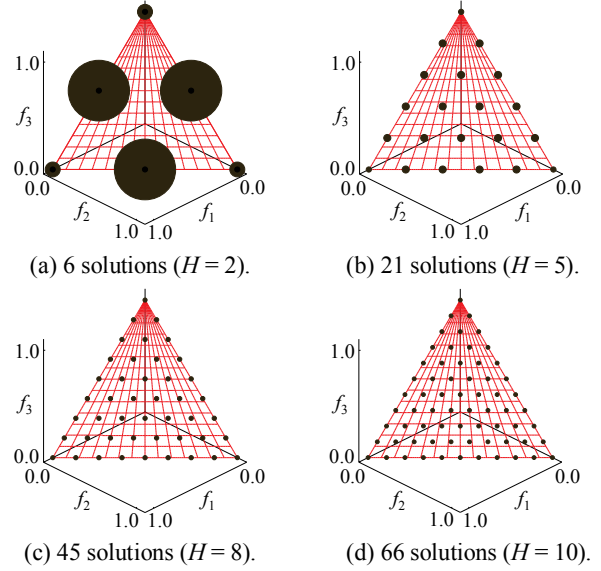 1.0
f3
0.0
0.0
f2
1.0
1.0
f1
0.0
(a) 6 solutions (H = 2).
1.0
f3
0.0
0.0
f2
1.0
1.0
f1
0.0
(b) 21 solutions (H = 5).
1.0
f3
0.0
0.0
f2
1.0
1.0
f1
0.0
(c) 45 solutions (H = 8).
1.0
f3
0.0
0.0
f2
1.0
1.0
f1
0.0
(d) 66 solutions (H = 10).